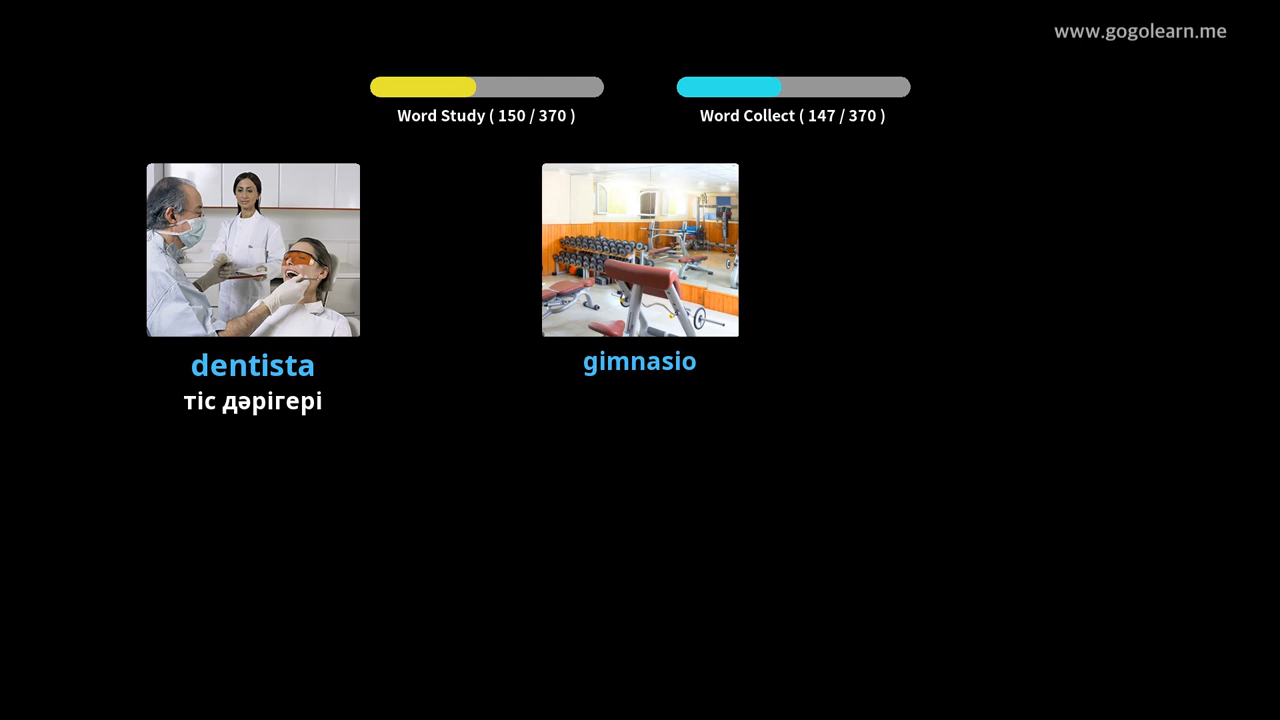 www.gogolearn.me
Word Study ( 150 / 370 )
Word Collect ( 147 / 370 )
dentista
тіс дәрігері
gimnasio